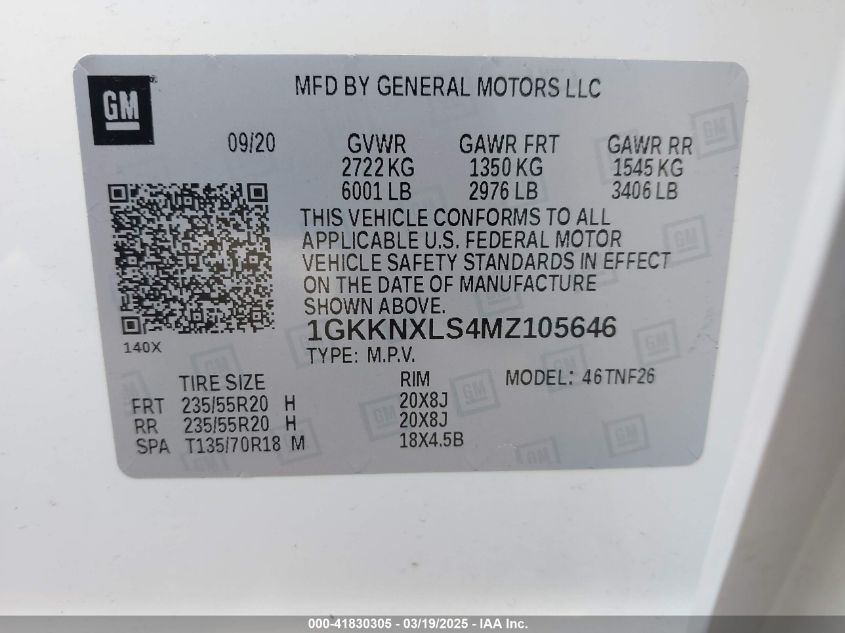 GM
MFD BY GENERAL MOTORS LLC
09/20 GVWR GAWR FRT GAWR RR
2722 KG 1350 KG 1545 KG
6001 LB 2976 LB 3406 LB
THIS VEHICLE CONFORMS TO ALL
APPLICABLE U.S. FEDERAL MOTOR
VEHICLE SAFETY STANDARDS IN EFFECT
ON THE DATE OF MANUFACTURE
SHOWN ABOVE.
1GKKNXLS4MZ105646
140X
TYPE: M.P.V.
TIRE SIZE RIM MODEL: 46TNF26
FRT 235/55R20 H 20X8J
RR 235/55R20 H 20X8J
SPA T135/70R18 M 18X4.5B
000-41830305 - 03/19/2025 - IAA Inc.